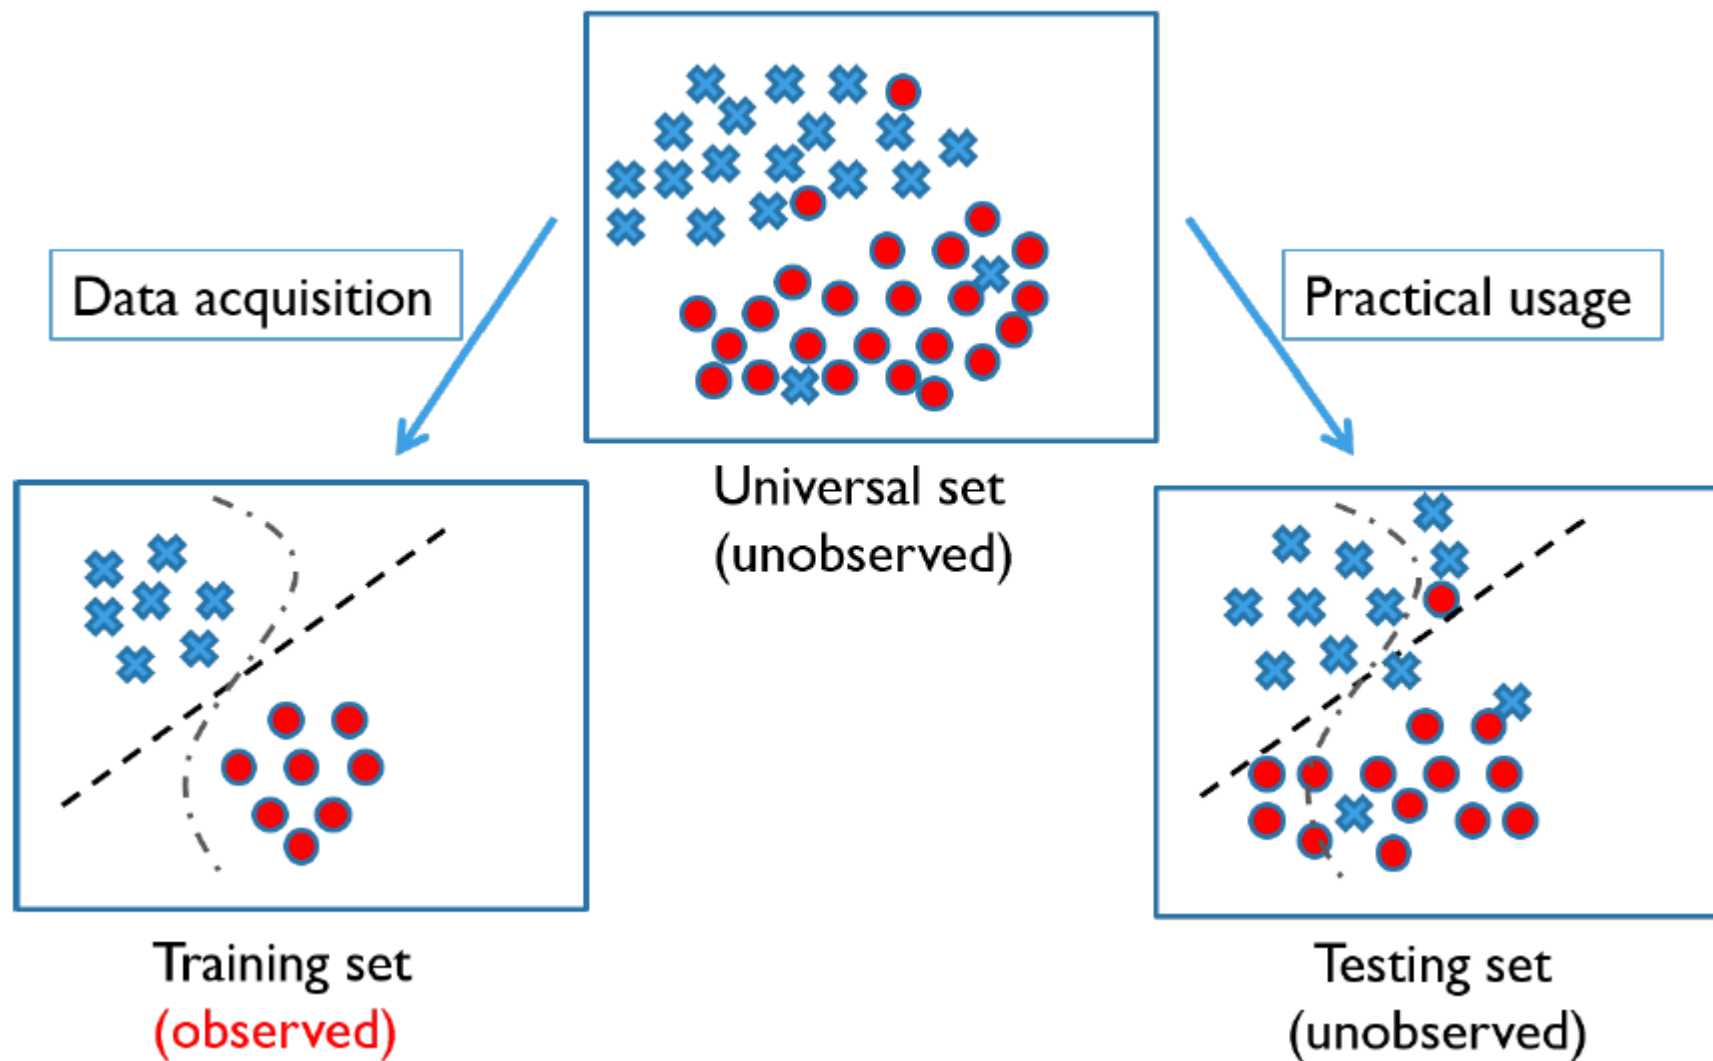 Data acquisition
Practical usage
Universal set
(unobserved)
Training set
(observed)
Testing set
(unobserved)